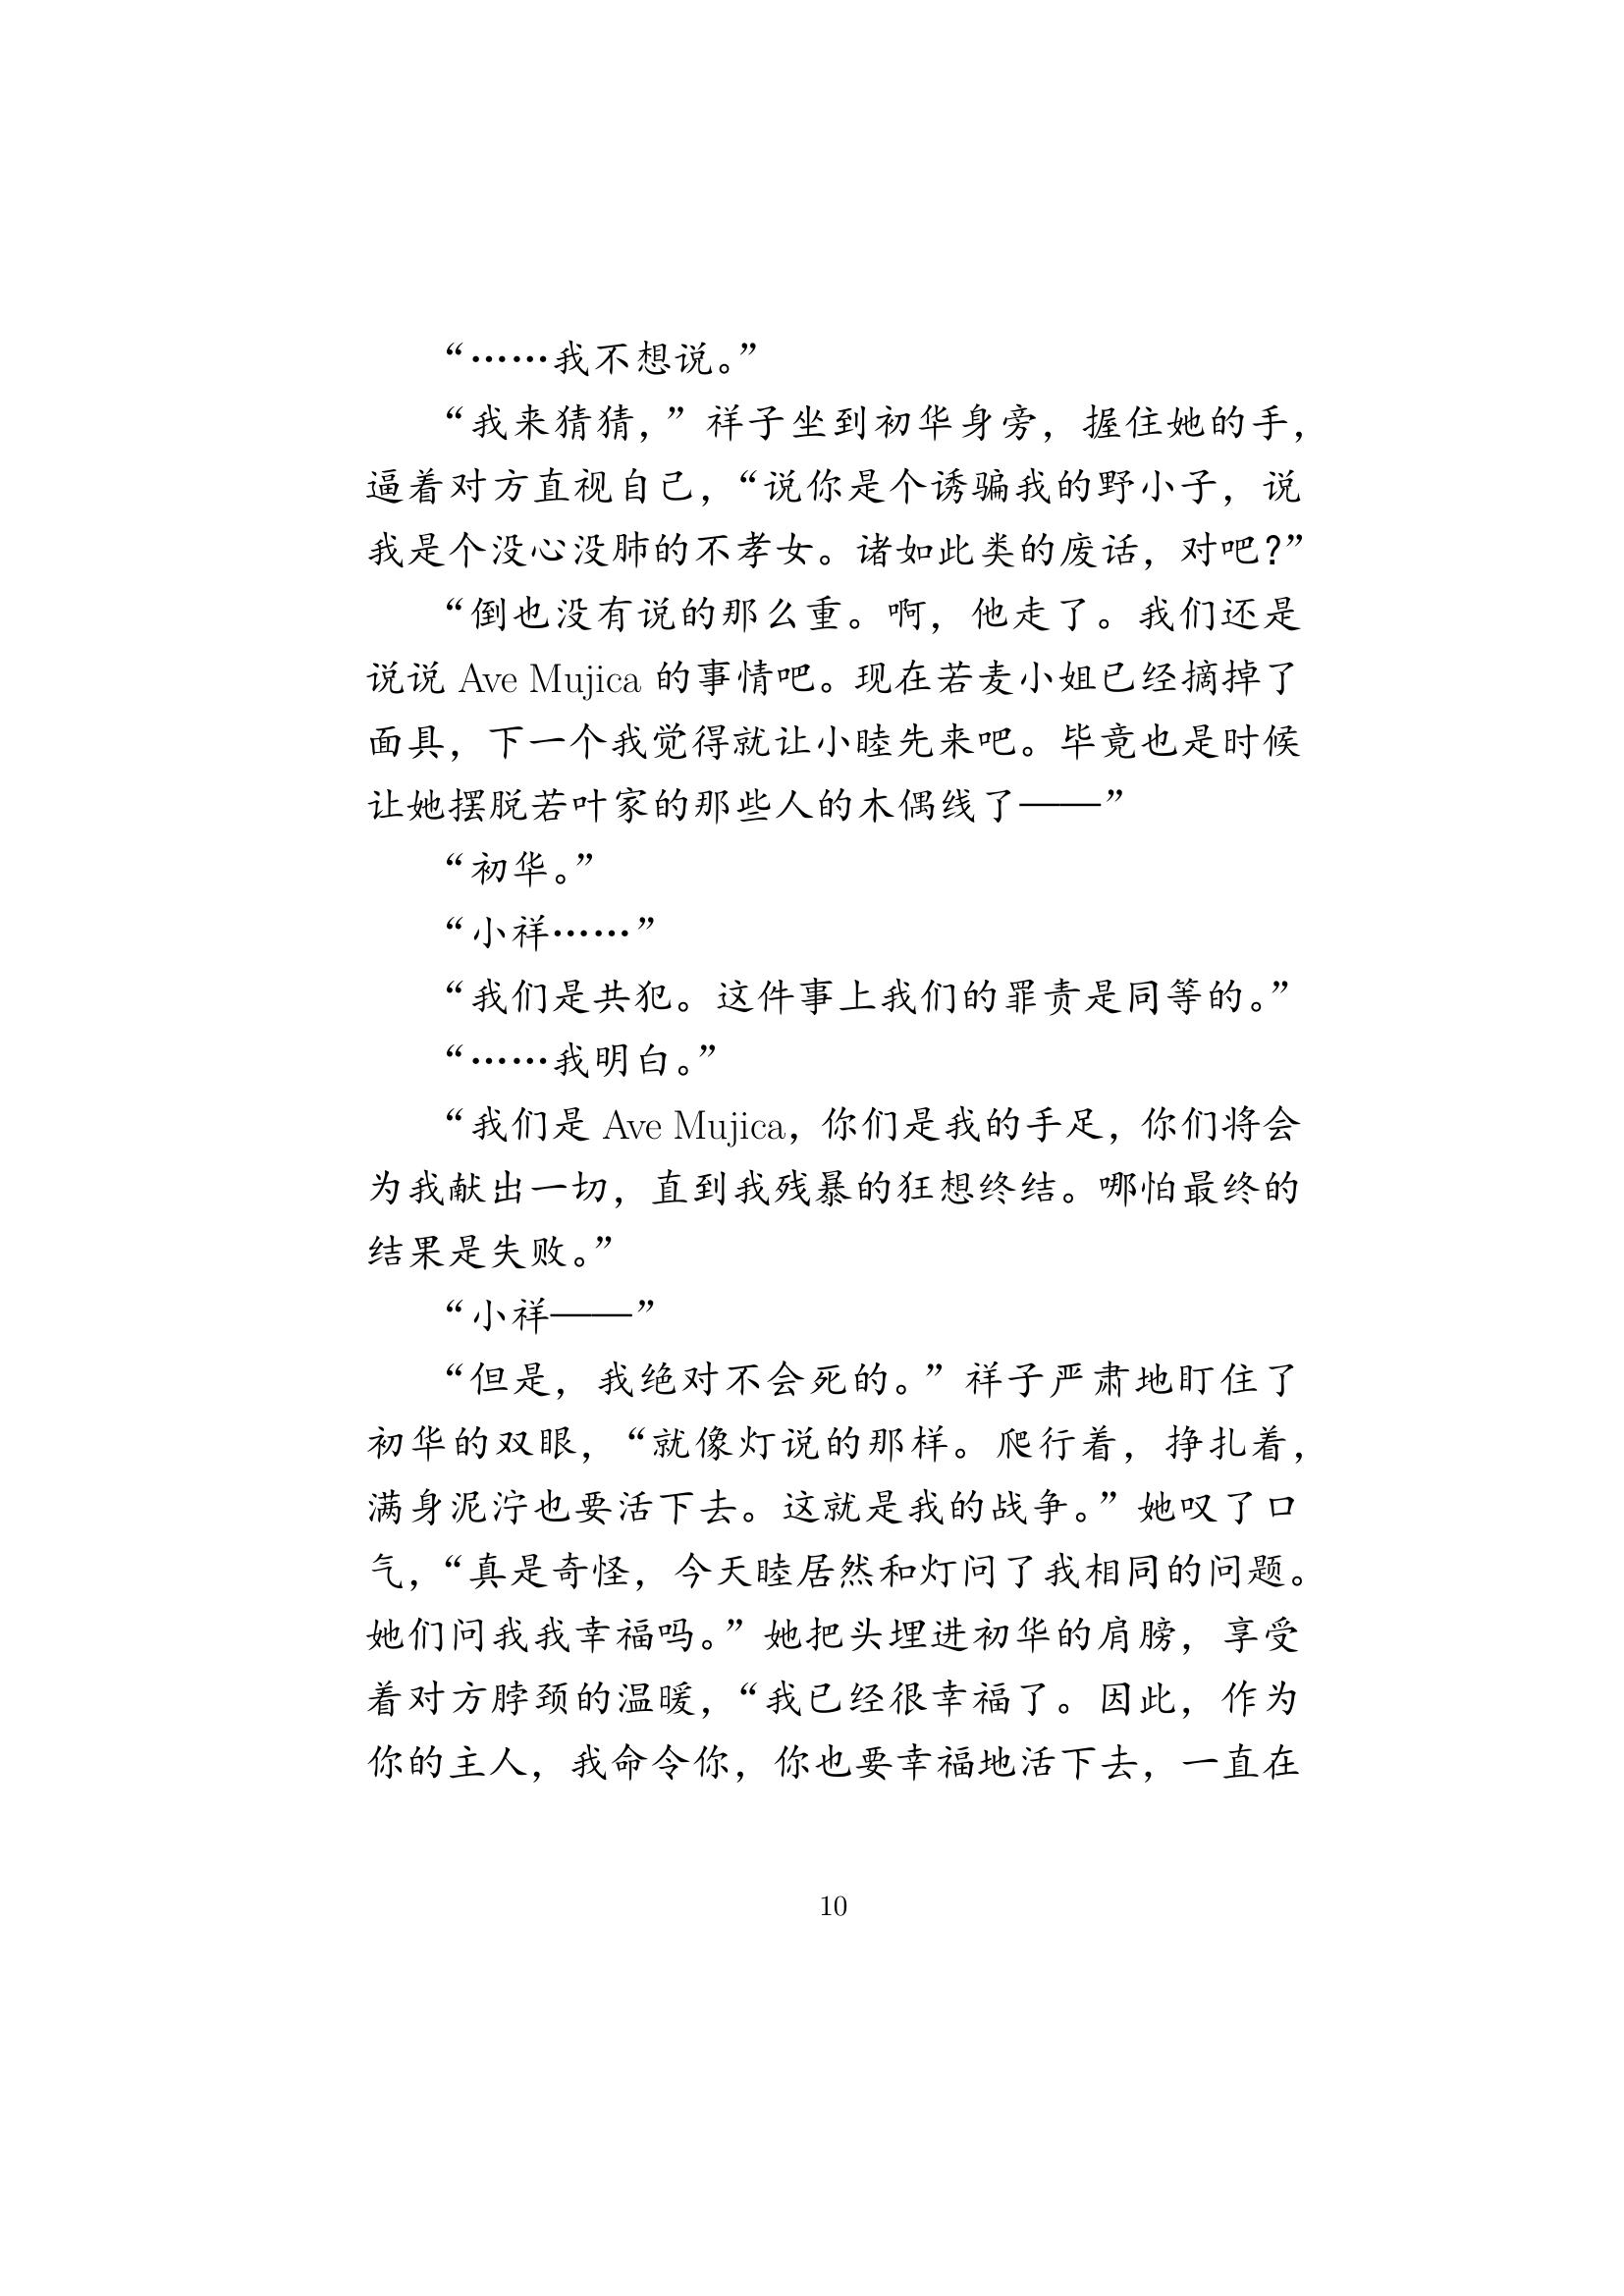 “……我不想说。”
“我来猜猜，”祥子坐到初华身旁，握住她的手，
逼着对方直视自己，“说你是个诱骗我的野小子，说
我是个没心没肺的不孝女。诸如此类的废话，对吧？”
“倒也没有说的那么重。啊，他走了。我们还是
说说 Ave Mujica 的事情吧。现在若麦小姐已经摘掉了
面具，下一个我觉得就让小睦先来吧。毕竟也是时候
让她摆脱若叶家的那些人的木偶线了——”
“初华。”
“小祥……”
“我们是共犯。这件事上我们的罪责是同等的。”
“……我明白。”
“我们是 Ave Mujica，你们是我的手足，你们将会
为我献出一切，直到我残暴的狂想终结。哪怕最终的
结果是失败。”
“小祥——”
“但是，我绝对不会死的。”祥子严肃地盯住了
初华的双眼，“就像灯说的那样。爬行着，挣扎着，
满身泥泞也要活下去。这就是我的战争。”她叹了口
气，“真是奇怪，今天睦居然和灯问了我相同的问题。
她们问我我幸福吗。”她把头埋进初华的肩膀，享受
着对方脖颈的温暖，“我已经很幸福了。因此，作为
你的主人，我命令你，你也要幸福地活下去，一直在
10